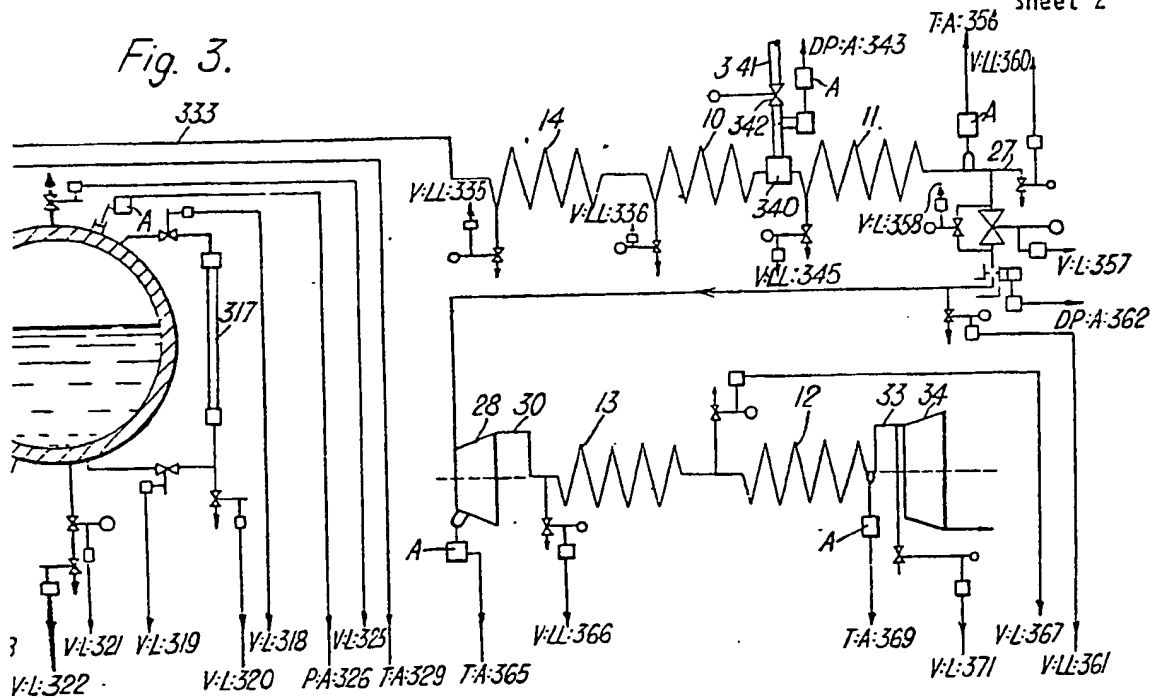 Sheet 2
Fig. 3.
T:A:356
V:LL:360
DP:A:343
341
A
342
333
14
10
11
A
27
V:LL:335
V:LL:336
340
V:L:358
A
V:LL:345
V:L:357
317
DP:A:362
28
30
13
12
33
34
A
A
V:L:321
V:L:319
V:L:318
V:L:325
V:LL:366
T:A:369
V:L:367
V:L:322
V:L:320
P:A:326
T:A:329
T:A:365
V:L:371
V:LL:361